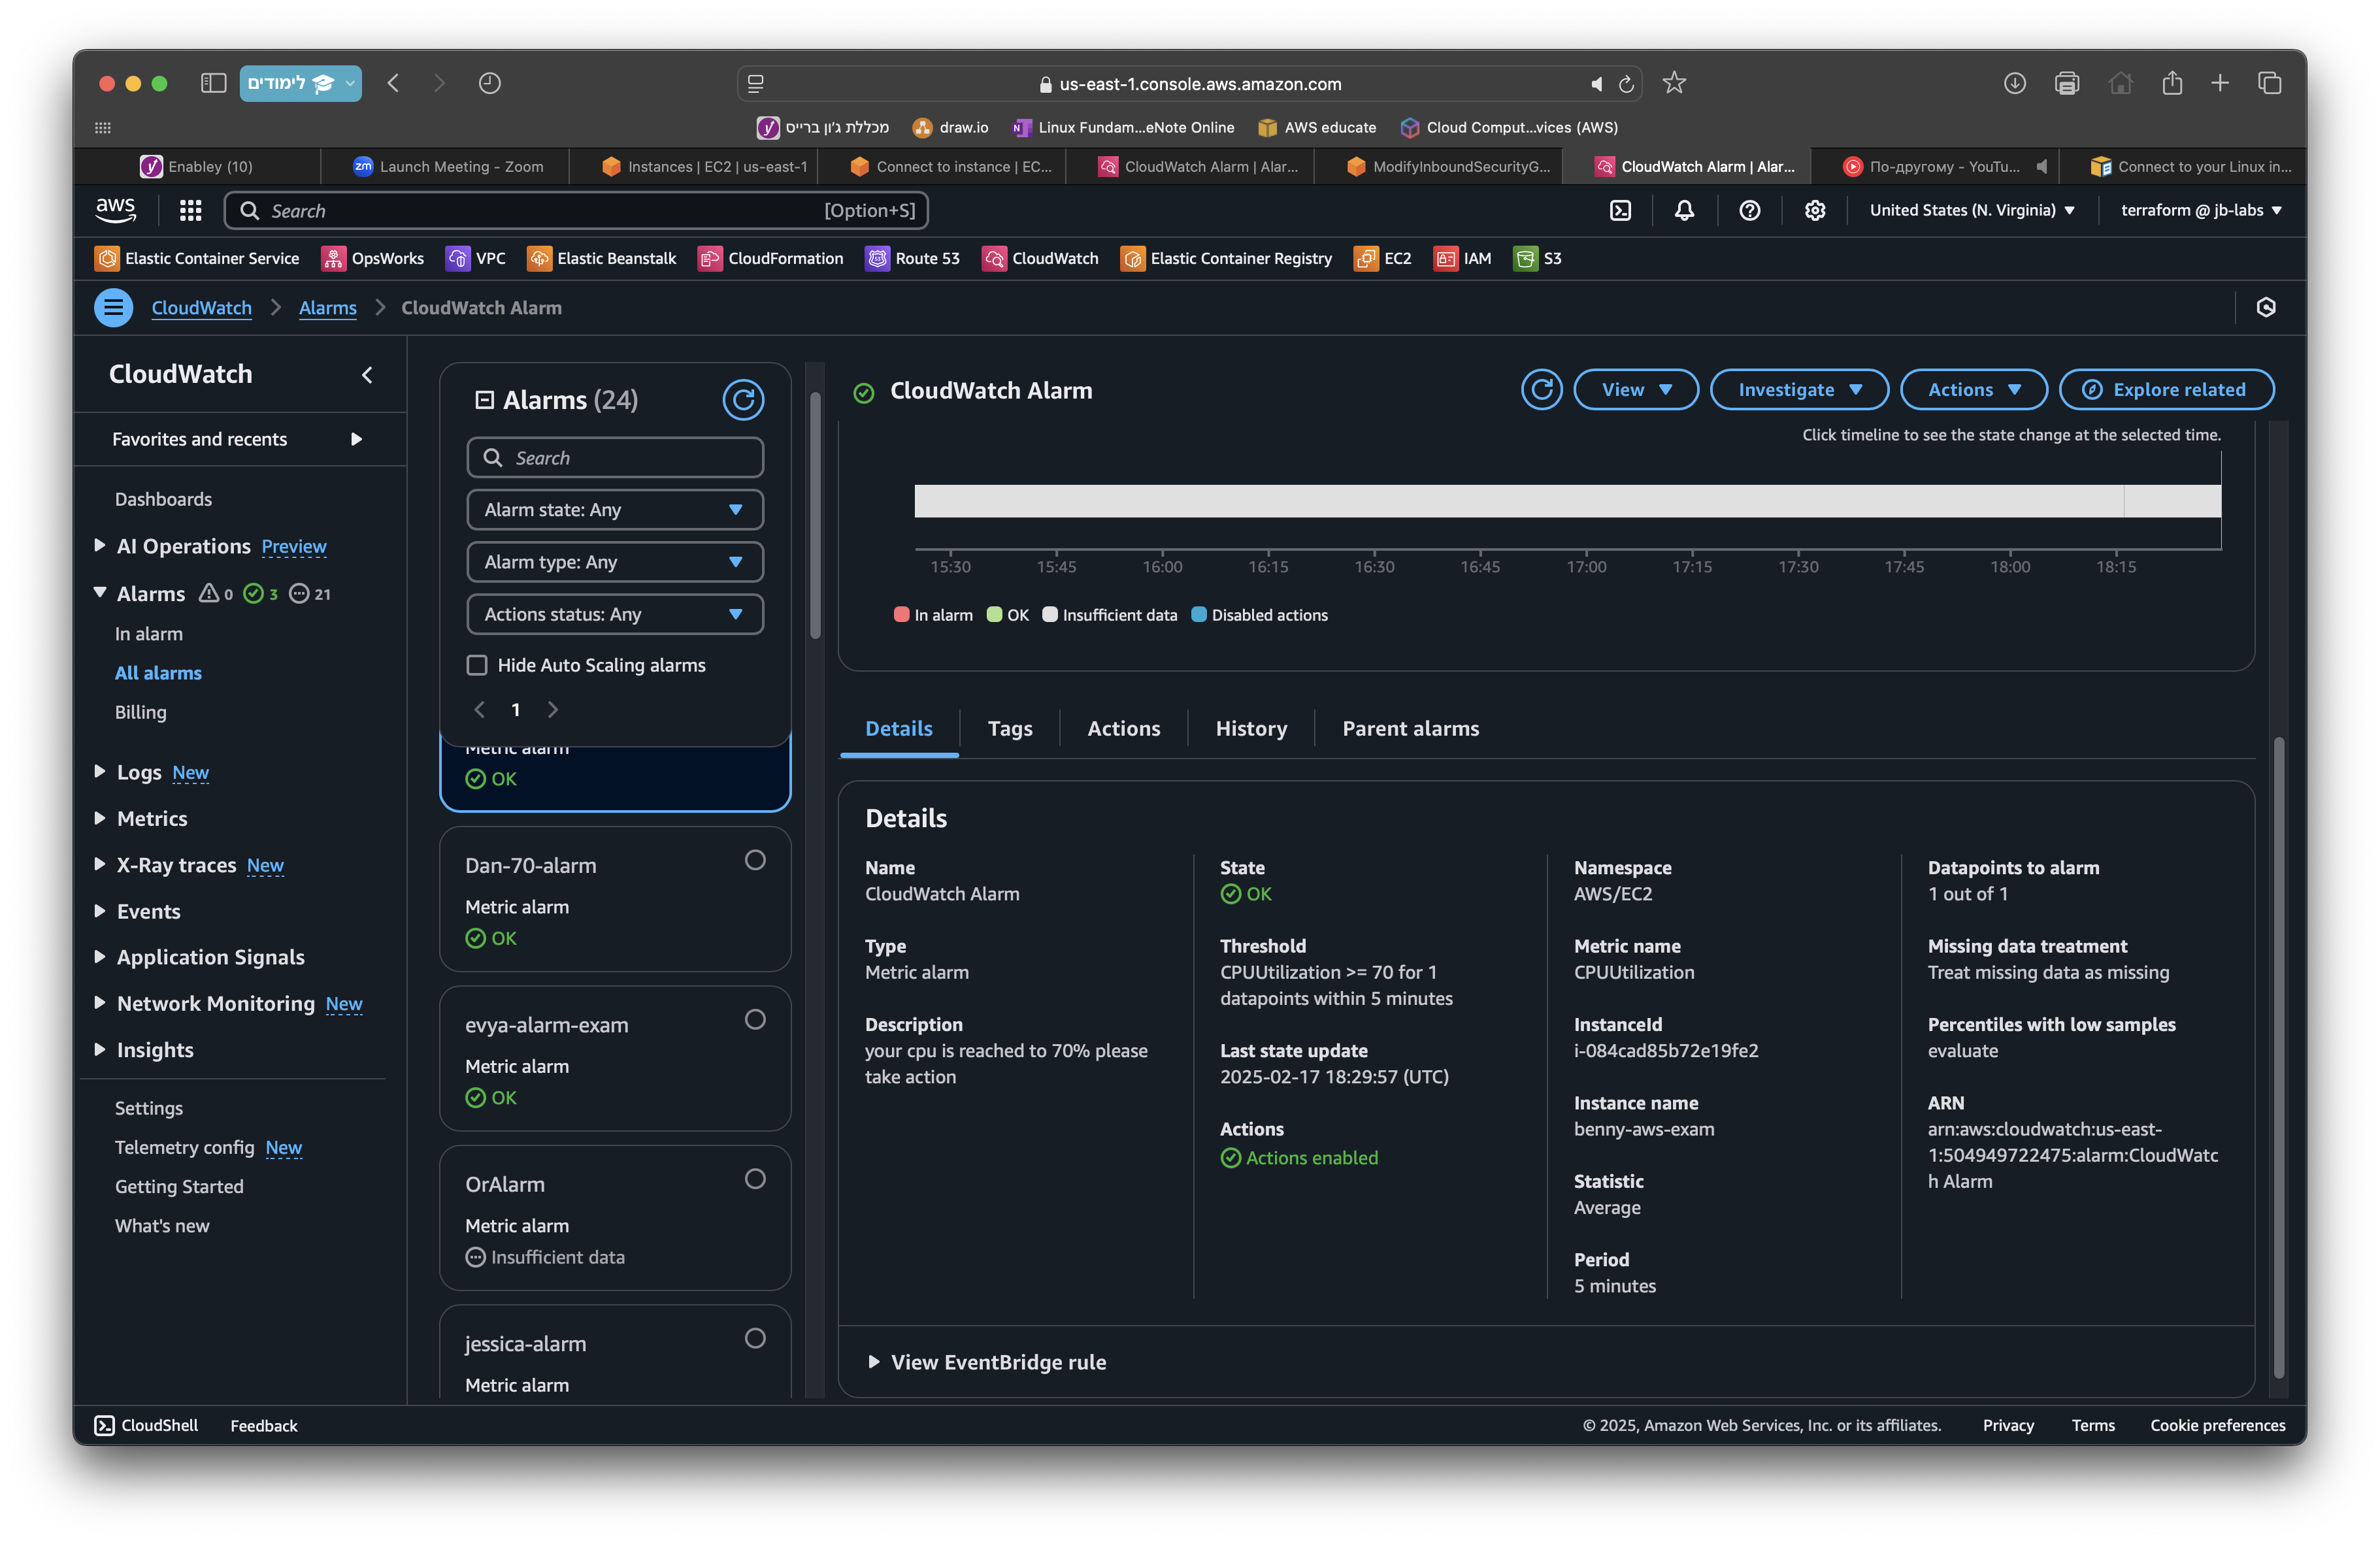 לימודים
us-east-1.console.aws.amazon.com
מכללת ג'ון ברייס
draw.io
Linux Fundam...eNote Online
AWS educate
Cloud Comput...vices (AWS)
Enabley (10)
zm Launch Meeting - Zoom
Instances | EC2 | us-east-1
Connect to instance | EC...
CloudWatch Alarm | Alar...
ModifyInboundSecurityG...
CloudWatch Alarm | Alar...
По-другому - YouTu...
Connect to your Linux in...
aws
Search
[Option+S]
United States (N. Virginia)
terraform @ jb-labs
Elastic Container Service
OpsWorks
VPC
Elastic Beanstalk
CloudFormation
Route 53
CloudWatch
Elastic Container Registry
EC2
IAM
S3
CloudWatch
Alarms
CloudWatch Alarm
CloudWatch
Favorites and recents
Dashboards
AI Operations Preview
Alarms 0 3 21
In alarm
All alarms
Billing
Logs New
Metrics
X-Ray traces New
Events
Application Signals
Network Monitoring New
Insights
Settings
Telemetry config New
Getting Started
What's new
Alarms (24)
Search
Alarm state: Any
Alarm type: Any
Actions status: Any
Hide Auto Scaling alarms
1
Metric alarm
OK
Dan-70-alarm
Metric alarm
OK
evya-alarm-exam
Metric alarm
OK
OrAlarm
Metric alarm
Insufficient data
jessica-alarm
Metric alarm
CloudWatch Alarm
View
Investigate
Actions
Explore related
Click timeline to see the state change at the selected time.
15:30 15:45 16:00 16:15 16:30 16:45 17:00 17:15 17:30 17:45 18:00 18:15
In alarm OK Insufficient data Disabled actions
Details Tags Actions History Parent alarms
Details
Name
CloudWatch Alarm
Type
Metric alarm
Description
your cpu is reached to 70% please
take action
State
OK
Threshold
CPUUtilization >= 70 for 1
datapoints within 5 minutes
Last state update
2025-02-17 18:29:57 (UTC)
Actions
Actions enabled
Namespace
AWS/EC2
Metric name
CPUUtilization
InstanceId
i-084cad85b72e19fe2
Instance name
benny-aws-exam
Statistic
Average
Period
5 minutes
Datapoints to alarm
1 out of 1
Missing data treatment
Treat missing data as missing
Percentiles with low samples
evaluate
ARN
arn:aws:cloudwatch:us-east-
1:504949722475:alarm:CloudWatc
h Alarm
View EventBridge rule
CloudShell
Feedback
© 2025, Amazon Web Services, Inc. or its affiliates.
Privacy
Terms
Cookie preferences